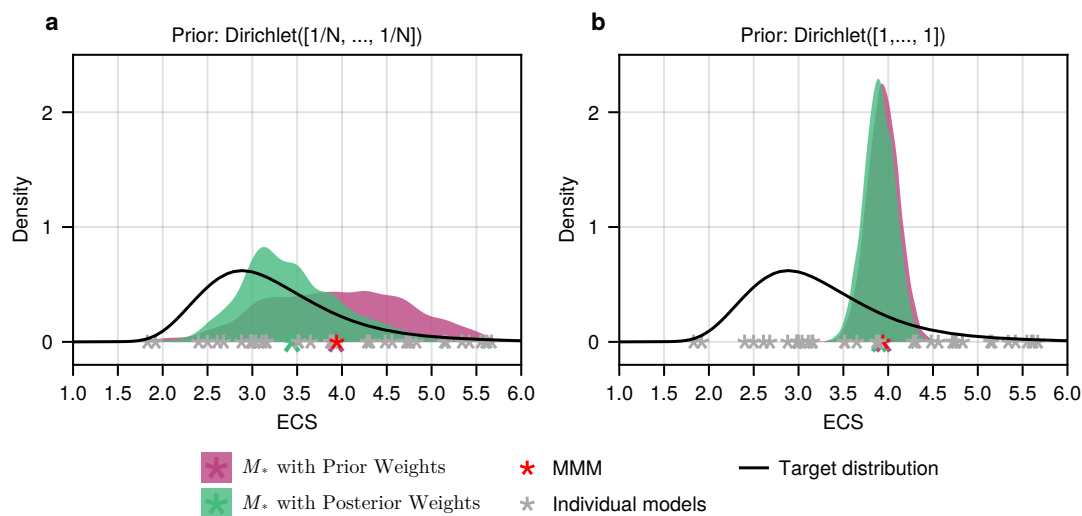 a
Prior: Dirichlet([1/N, ..., 1/N])
Density
2
1
0
1.0 1.5 2.0 2.5 3.0 3.5 4.0 4.5 5.0 5.5 6.0
ECS
b
Prior: Dirichlet([1,..., 1])
Density
2
1
0
1.0 1.5 2.0 2.5 3.0 3.5 4.0 4.5 5.0 5.5 6.0
ECS
M* with Prior Weights
MMM
Target distribution
M* with Posterior Weights
Individual models